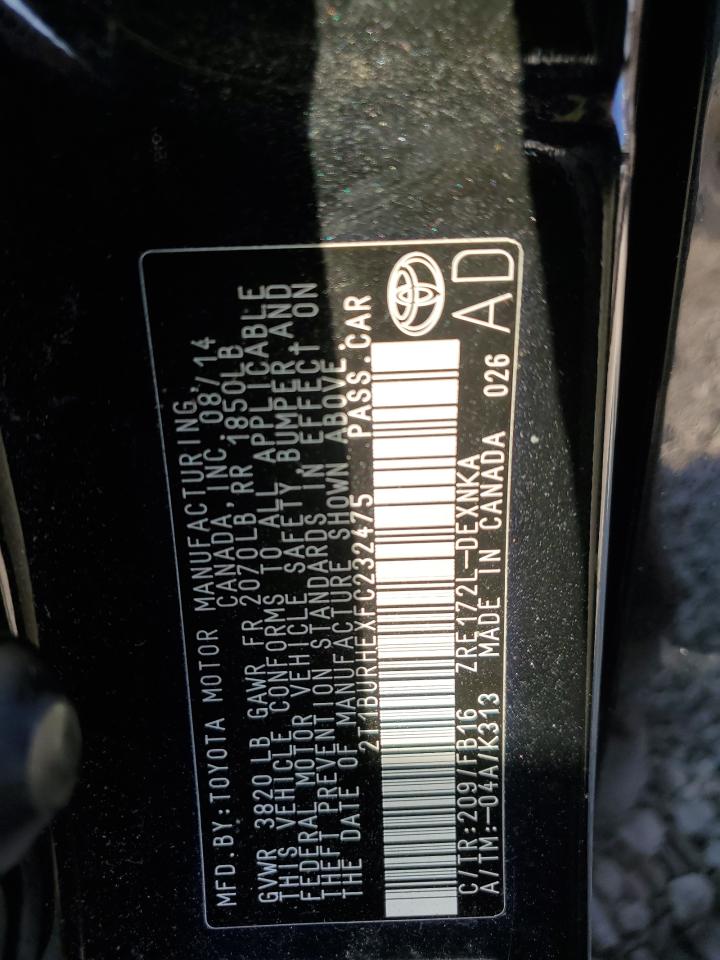 MFD.BY:TOYOTA MOTOR MANUFACTURING
CANADA, INC. 08/14
GVWR 3820 LB GAWR FR 2070LB, RR 1850LB
THIS VEHICLE CONFORMS TO ALL APPLICABLE
FEDERAL MOTOR VEHICLE SAFETY, BUMPER AND
THEFT PREVENTION STANDARDS IN EFFECT ON
THE DATE OF MANUFACTURE SHOWN ABOVE.
2T1BURHEXFC232475 PASS.CAR
C/TR:209/FB16 ZRE172L-DEXNKA
A/TM:-04A/K313 MADE IN CANADA 026
AD